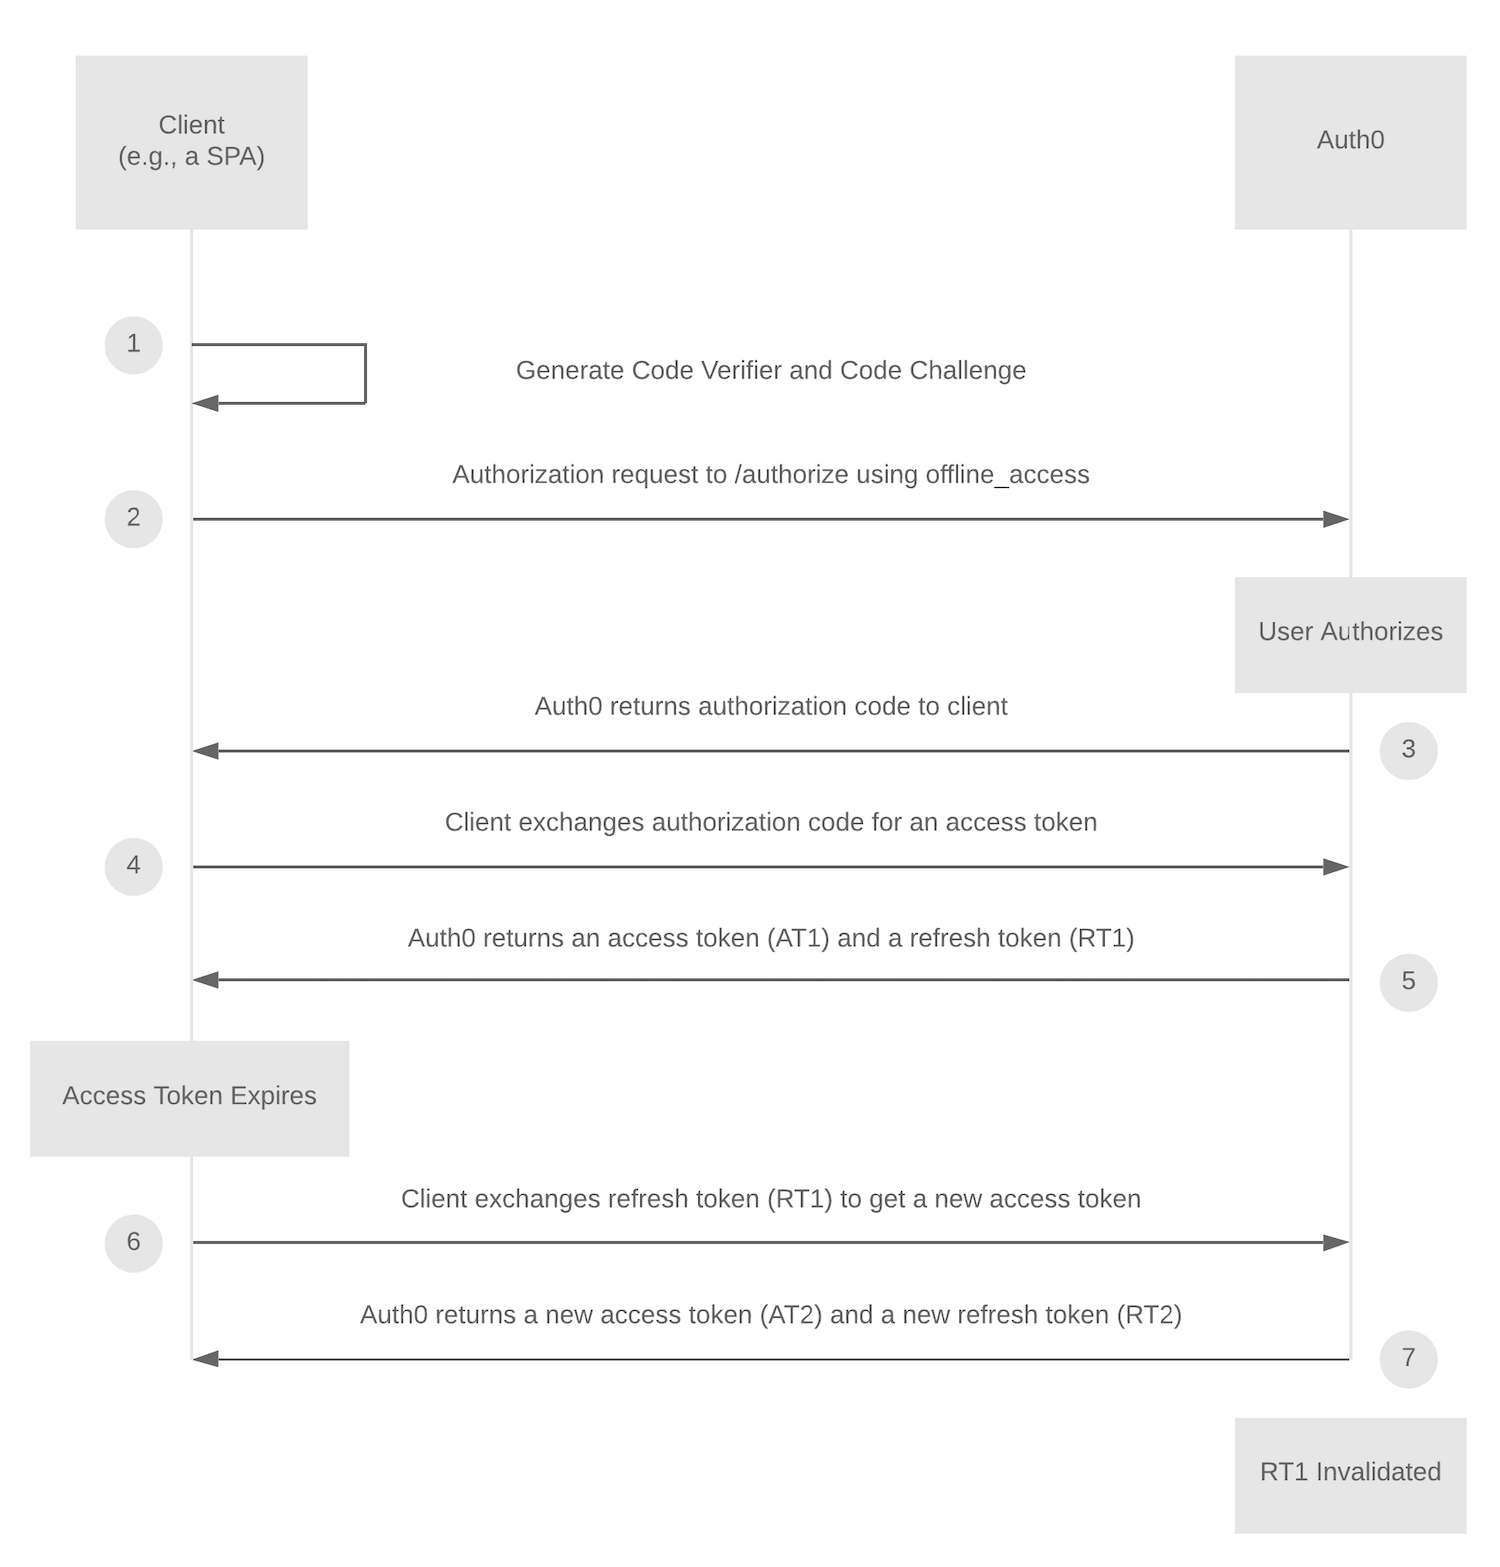 Client
(e.g., a SPA)
Auth0
1
Generate Code Verifier and Code Challenge
Authorization request to /authorize using offline_access
2
User Authorizes
Auth0 returns authorization code to client
3
Client exchanges authorization code for an access token
4
Auth0 returns an access token (AT1) and a refresh token (RT1)
5
Access Token Expires
Client exchanges refresh token (RT1) to get a new access token
6
Auth0 returns a new access token (AT2) and a new refresh token (RT2)
7
RT1 Invalidated